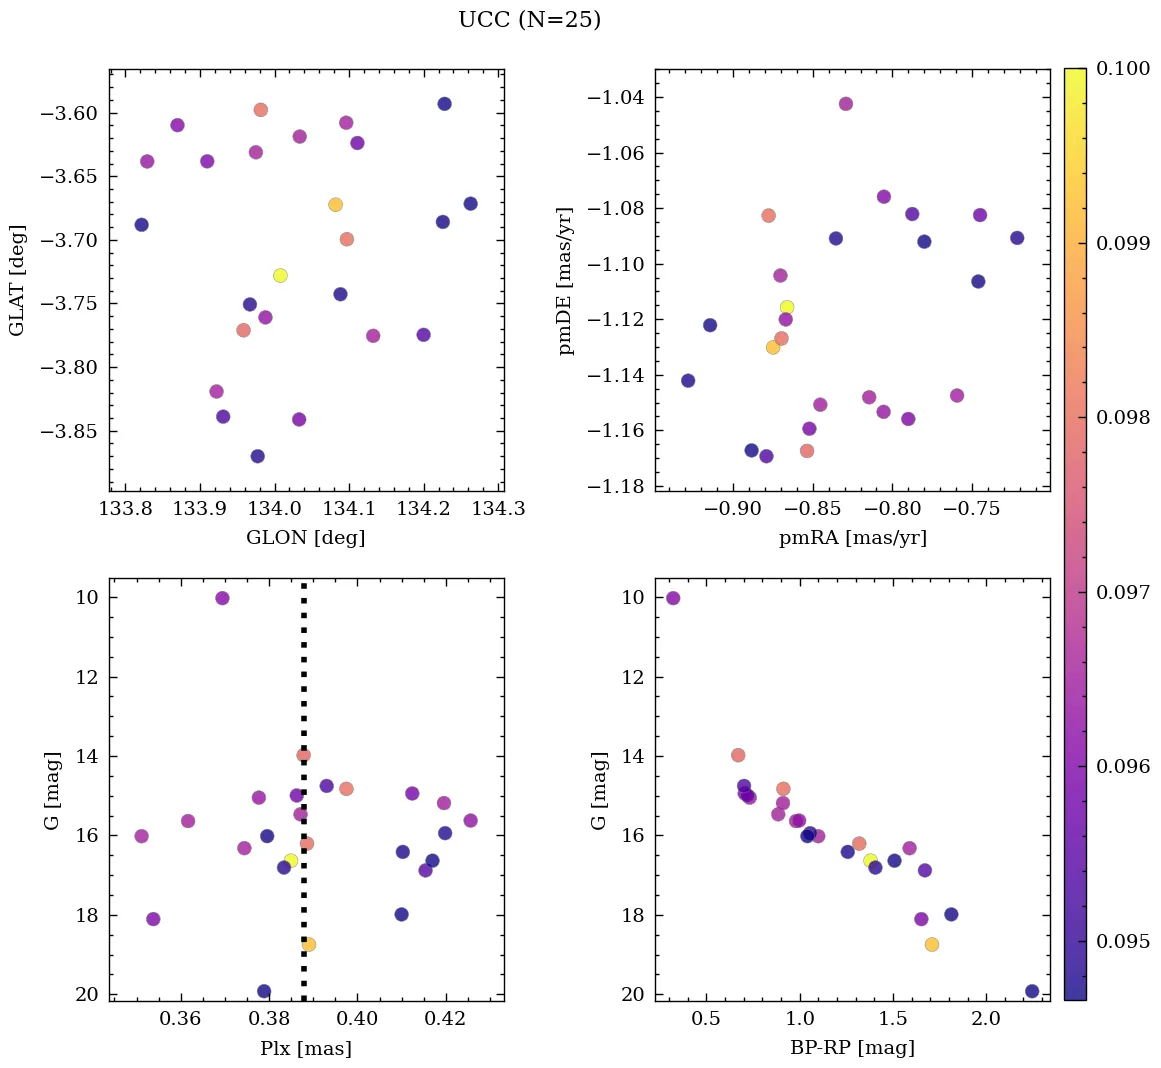 UCC (N=25)
−3.60
−3.65
−3.70
−3.75
−3.80
−3.85
GLAT [deg]
133.8 133.9 134.0 134.1 134.2 134.3
GLON [deg]
−1.04
−1.06
−1.08
−1.10
−1.12
−1.14
−1.16
−1.18
pmDE [mas/yr]
−0.90 −0.85 −0.80 −0.75
pmRA [mas/yr]
10
12
14
16
18
20
G [mag]
0.36 0.38 0.40 0.42
Plx [mas]
10
12
14
16
18
20
G [mag]
0.5 1.0 1.5 2.0
BP-RP [mag]
0.100
0.099
0.098
0.097
0.096
0.095